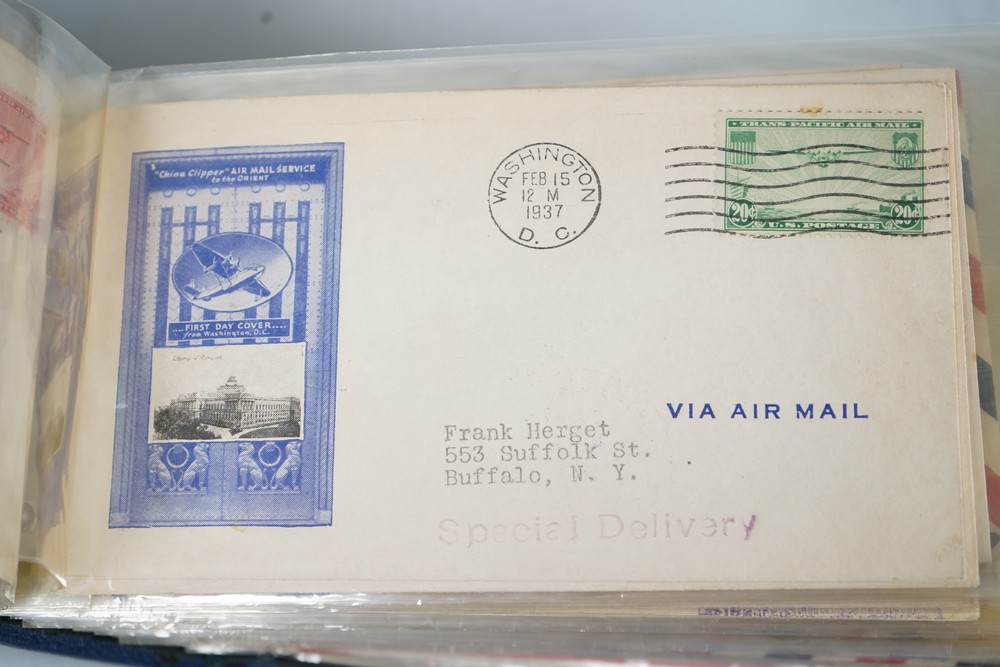 "China Clipper" AIR MAIL SERVICE
to the ORIENT
....FIRST DAY COVER....
from Washington, D.C.
WASHINGTON
FEB 15
12 M
1937
D. C.
TRANS-PACIFIC AIR MAIL
20¢ 20¢
U.S. POSTAGE
VIA AIR MAIL
Frank Herget
553 Suffolk St.
Buffalo, N. Y.
Special Delivery